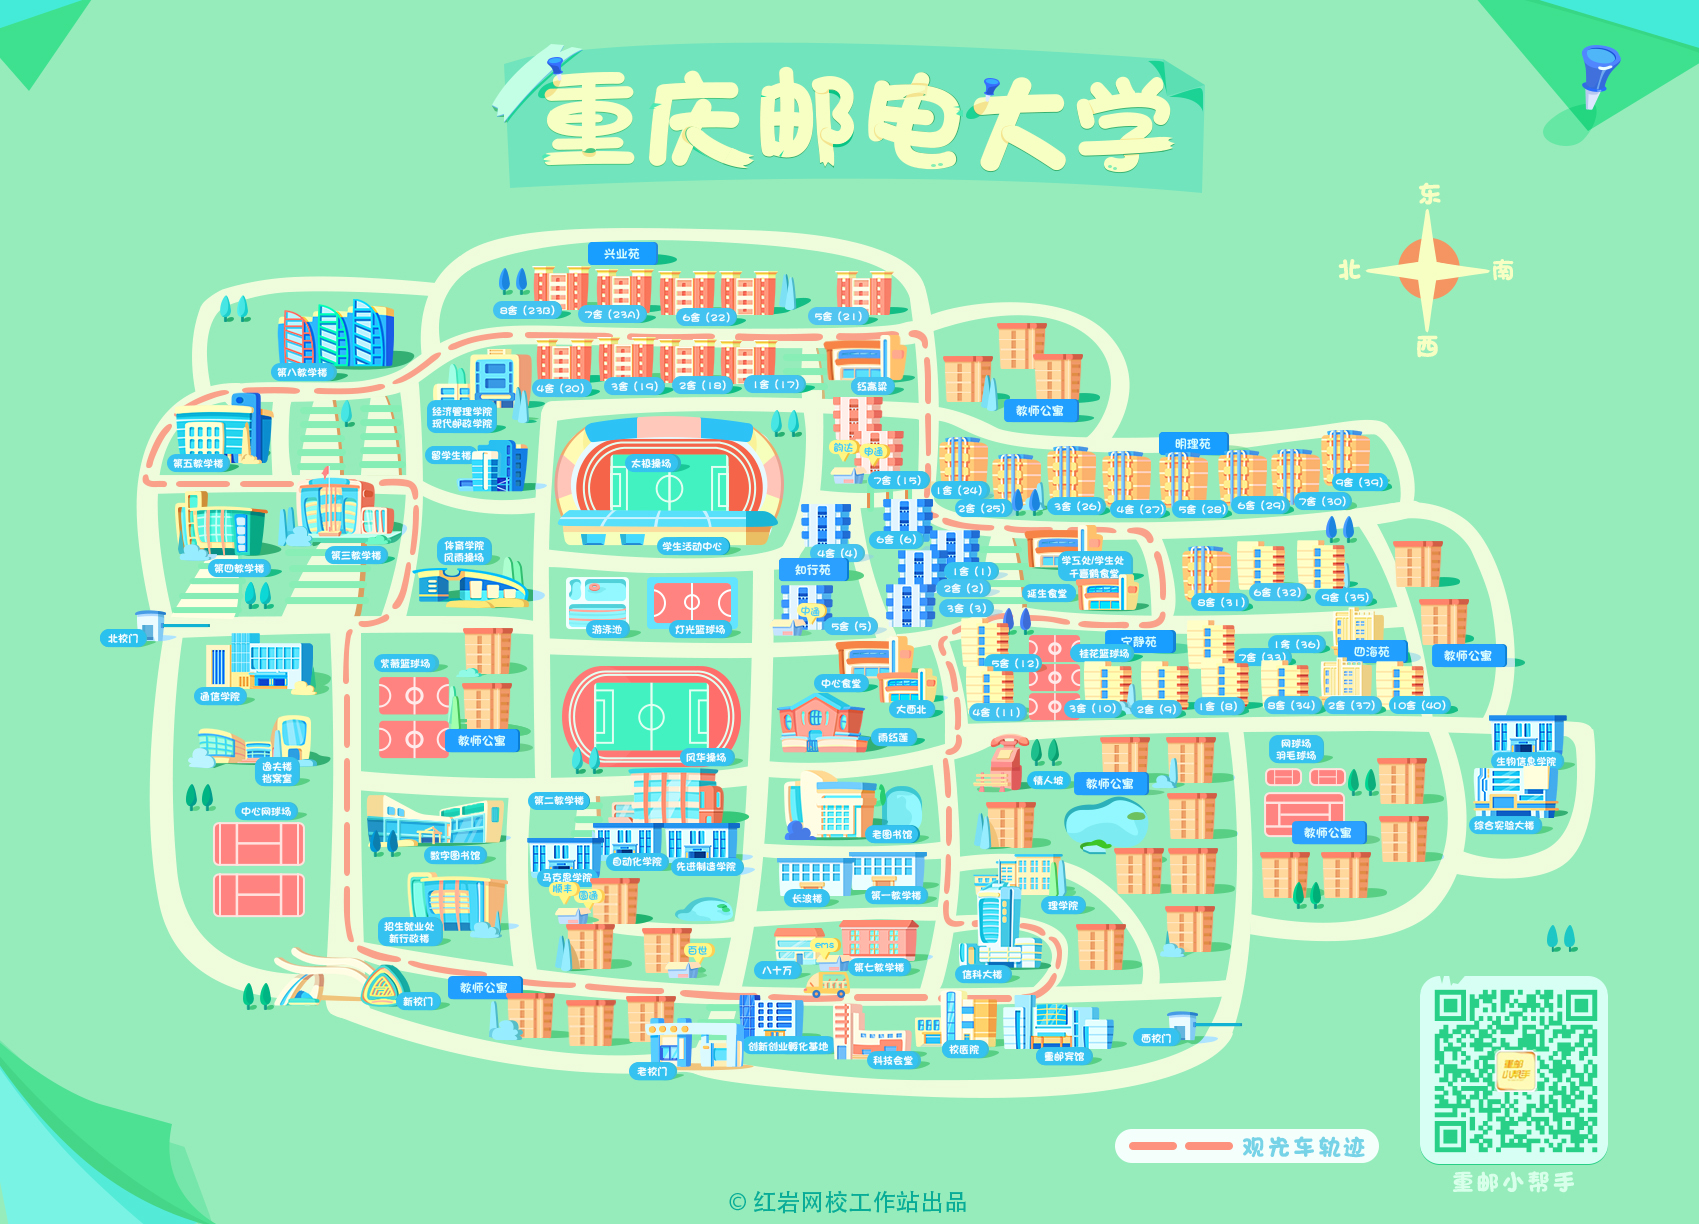 重庆邮电大学
东
北
南
西
兴业苑
8舍（23B）
7舍（23A）
6舍（22）
5舍（21）
第八教学楼
4舍（20）
3舍（19）
2舍（18）
1舍（17）
红高粱
经济管理学院
现代邮政学院
教师公寓
第五教学楼
留学生楼
太极操场
韵达
申通
7舍（15）
明理苑
1舍（24）
2舍（25）
3舍（26）
4舍（27）
5舍（28）
6舍（29）
7舍（30）
9舍（39）
第四教学楼
第三教学楼
体育学院
风雨操场
学生活动中心
4舍（4）
6舍（6）
知行苑
1舍（1）
2舍（2）
3舍（3）
学工处/学生处
千喜鹤食堂
延生食堂
8舍（31）
6舍（32）
9舍（35）
北校门
游泳池
灯光篮球场
中通
5舍（5）
宁静苑
桂花篮球场
1舍（36）
四海苑
7舍（33）
教师公寓
通信学院
紫薇篮球场
中心食堂
5舍（12）
大西北
4舍（11）
3舍（10）
2舍（9）
1舍（8）
8舍（34）
2舍（37）
10舍（40）
教师公寓
风华操场
雨红莲
逸夫楼
档案室
情人坡
教师公寓
网球场
羽毛球场
生物信息学院
中心网球场
第二教学楼
数字图书馆
自动化学院
先进制造学院
老图书馆
教师公寓
综合实验大楼
马克思学院
顺丰
圆通
长波楼
第一教学楼
理学院
招生就业处
新行政楼
百世
ems
八十万
第七教学楼
信科大楼
新校门
教师公寓
老校门
创新创业孵化基地
科技会堂
校医院
重邮宾馆
西校门
观光车轨迹
重邮
小帮手
重邮小帮手
© 红岩网校工作站出品